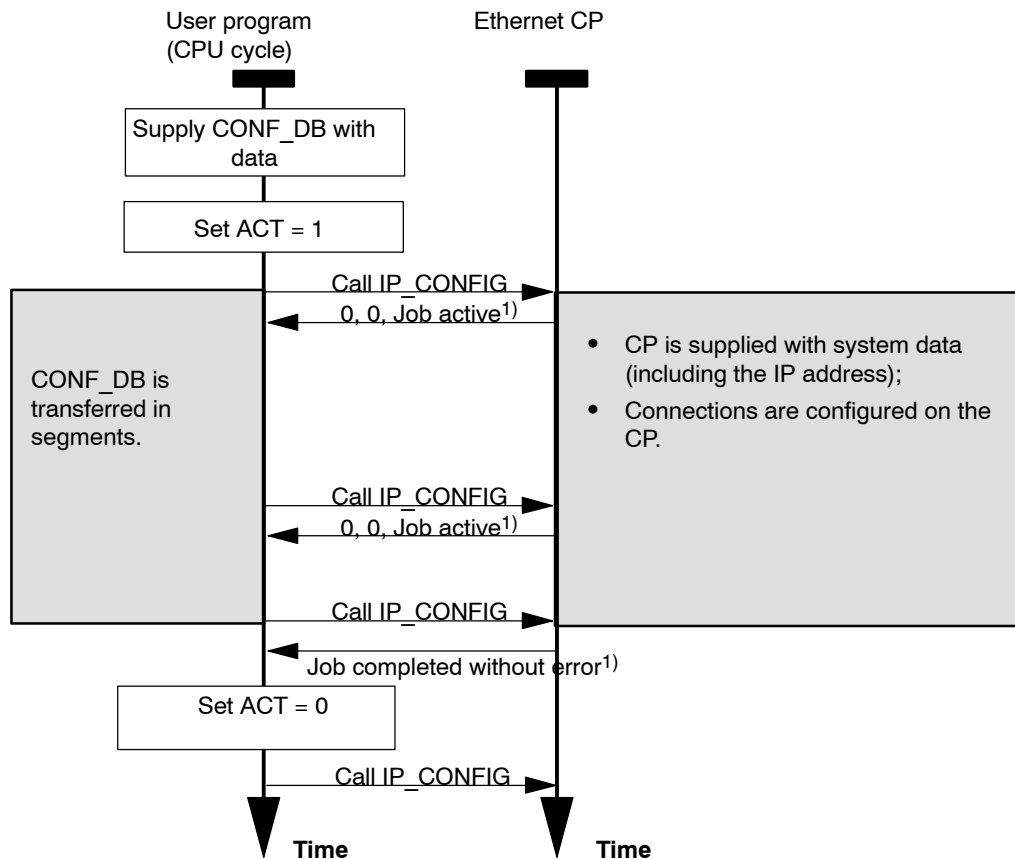 User program
(CPU cycle)
Ethernet CP
Supply CONF_DB with
data
Set ACT = 1
Call IP_CONFIG
0, 0, Job active1)
CONF_DB is
transferred in
segments.
• CP is supplied with system data
(including the IP address);
• Connections are configured on the
CP.
Call IP_CONFIG
0, 0, Job active1)
Call IP_CONFIG
Job completed without error1)
Set ACT = 0
Call IP_CONFIG
Time
Time